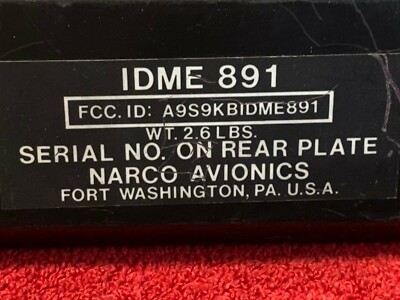 IDME 891
FCC. ID: A9S9KBIDME891
WT. 2.6 LBS.
SERIAL NO. ON REAR PLATE
NARCO AVIONICS
FORT WASHINGTON, PA. U.S.A.